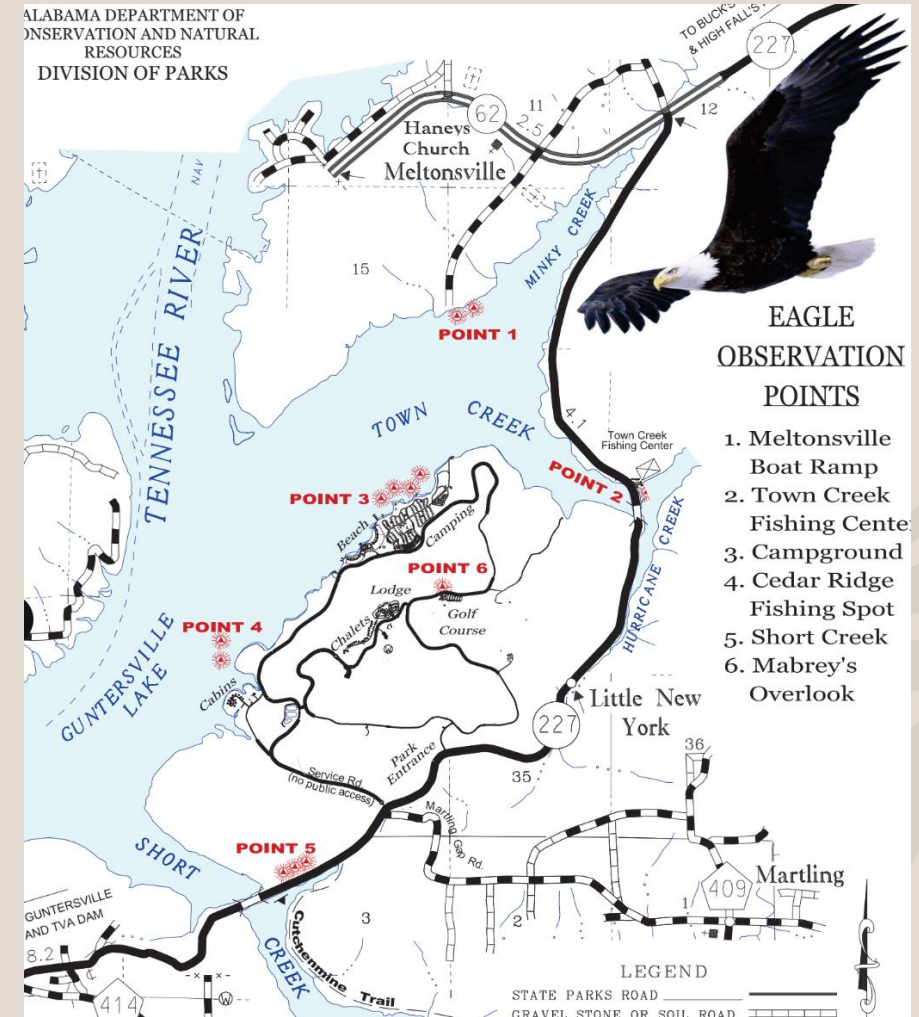 ALABAMA DEPARTMENT OF
ONSERVATION AND NATURAL
RESOURCES
DIVISION OF PARKS
TO BUCK'S
& HIGH FALL'S
227
62
11
2.5
12
Haneys
Church
Meltonsville
NAV
TENNESSEE RIVER
15
MINKY CREEK
POINT 1
EAGLE
OBSERVATION
POINTS
1. Meltonsville
Boat Ramp
2. Town Creek
Fishing Cente
3. Campground
4. Cedar Ridge
Fishing Spot
5. Short Creek
6. Mabrey's
Overlook
TOWN CREEK
4.1
Town Creek
Fishing Center
POINT 2
POINT 3
Beach
Camping
HURRICANE CREEK
POINT 6
Lodge
Chalets
Golf
Course
W
POINT 4
Cabins
GUNTERSVILLE
LAKE
Little New
York
227
Park
Entrance
35
36
Service Rd.
(no public access)
Martling
Gap Rd.
SHORT
CREEK
POINT 5
Martling
409
1
2
3
GUNTERSVILLE
AND TVA DAM
8.2
414
W
Cutchenmine Trail
LEGEND
STATE PARKS ROAD
GRAVEL STONE OR SOIL ROAD